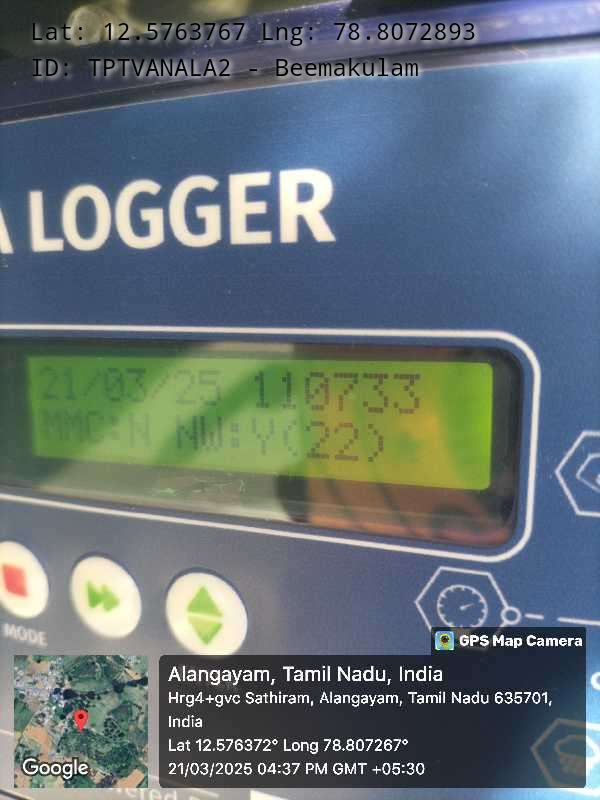 Lat: 12.5763767 Lng: 78.8072893
ID: TPTVANALA2 - Beemakulam
A LOGGER
21/03/25 110733
MMC:N NW:Y(22)
MODE
GPS Map Camera
Alangayam, Tamil Nadu, India
Hrg4+gvc Sathiram, Alangayam, Tamil Nadu 635701,
India
Lat 12.576372° Long 78.807267°
21/03/2025 04:37 PM GMT +05:30
Google